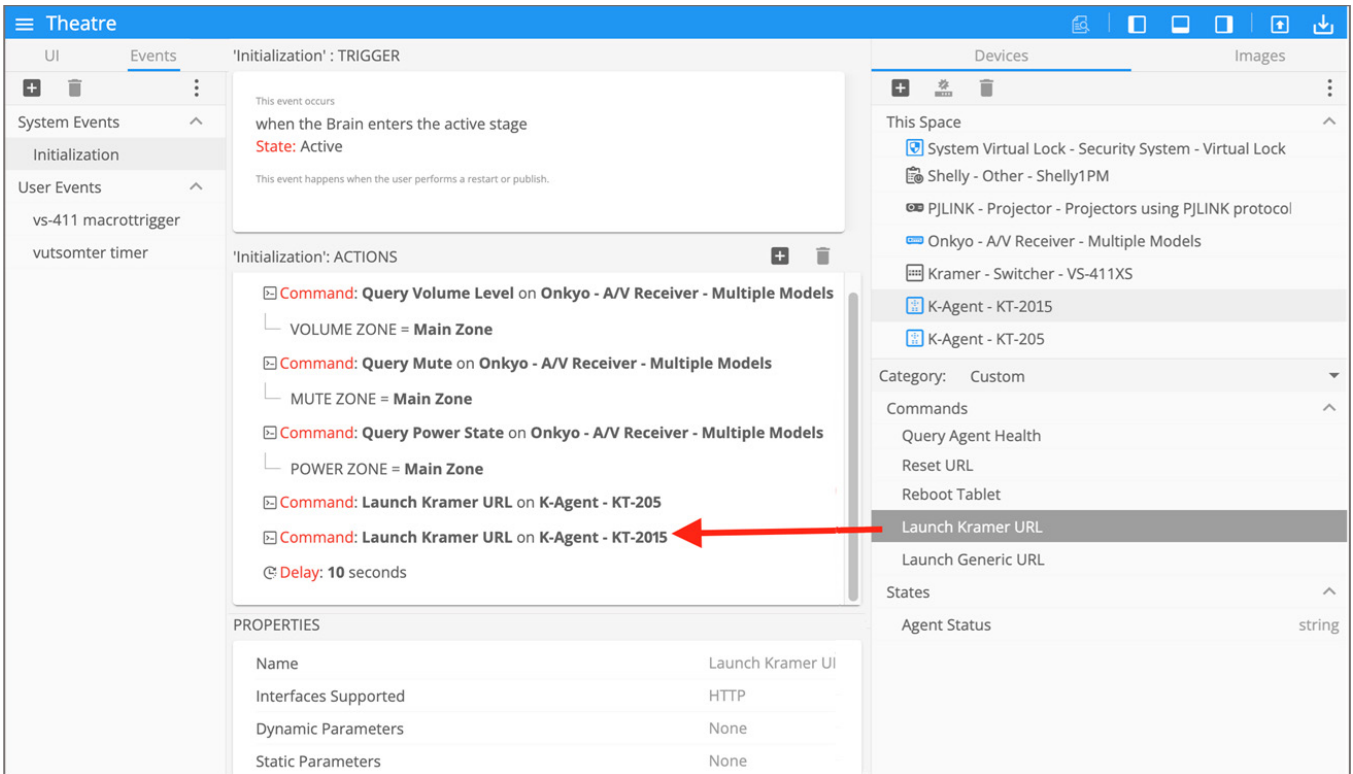 Theatre
UI Events
System Events
Initialization
User Events
vs-411 macrottrigger
vutsomter timer
'Initialization' : TRIGGER
This event occurs
when the Brain enters the active stage
State: Active
This event happens when the user performs a restart or publish.
'Initialization': ACTIONS
Command: Query Volume Level on Onkyo - A/V Receiver - Multiple Models
VOLUME ZONE = Main Zone
Command: Query Mute on Onkyo - A/V Receiver - Multiple Models
MUTE ZONE = Main Zone
Command: Query Power State on Onkyo - A/V Receiver - Multiple Models
POWER ZONE = Main Zone
Command: Launch Kramer URL on K-Agent - KT-205
Command: Launch Kramer URL on K-Agent - KT-2015
Delay: 10 seconds
PROPERTIES
Name Launch Kramer UI
Interfaces Supported HTTP
Dynamic Parameters None
Static Parameters None
Devices Images
This Space
System Virtual Lock - Security System - Virtual Lock
Shelly - Other - Shelly1PM
PJLINK - Projector - Projectors using PJLINK protocol
Onkyo - A/V Receiver - Multiple Models
Kramer - Switcher - VS-411XS
K-Agent - KT-2015
K-Agent - KT-205
Category: Custom
Commands
Query Agent Health
Reset URL
Reboot Tablet
Launch Kramer URL
Launch Generic URL
States
Agent Status string